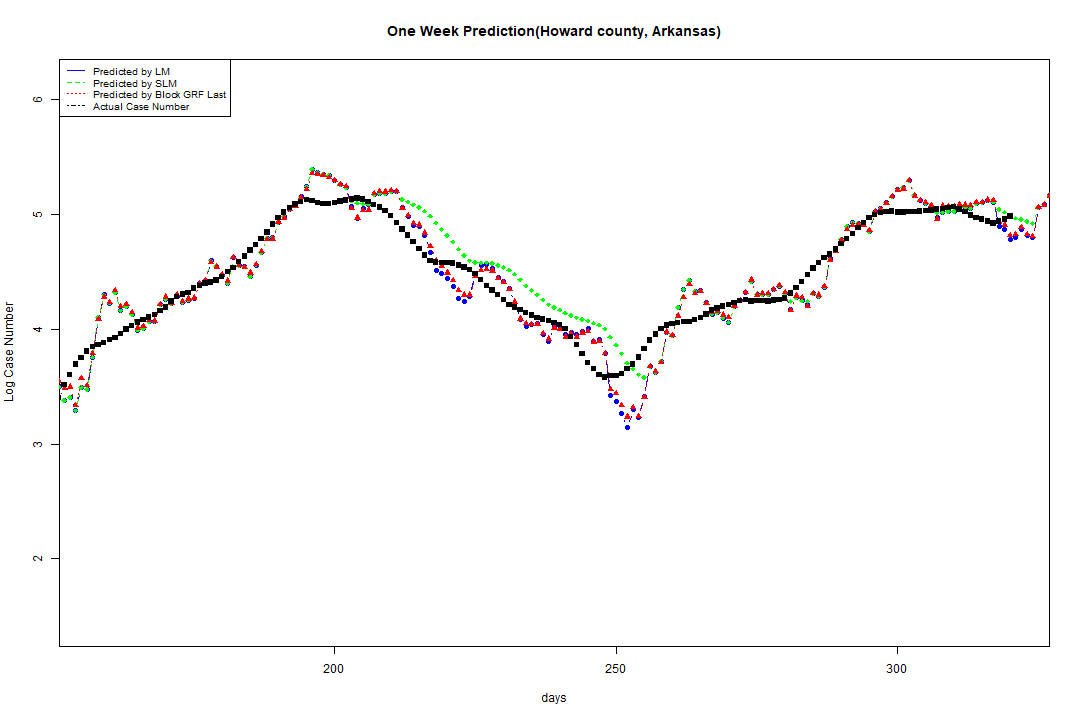 One Week Prediction(Howard county, Arkansas)
Predicted by LM
Predicted by SLM
Predicted by Block GRF Last
Actual Case Number
6
5
4
3
2
Log Case Number
200
250
300
days